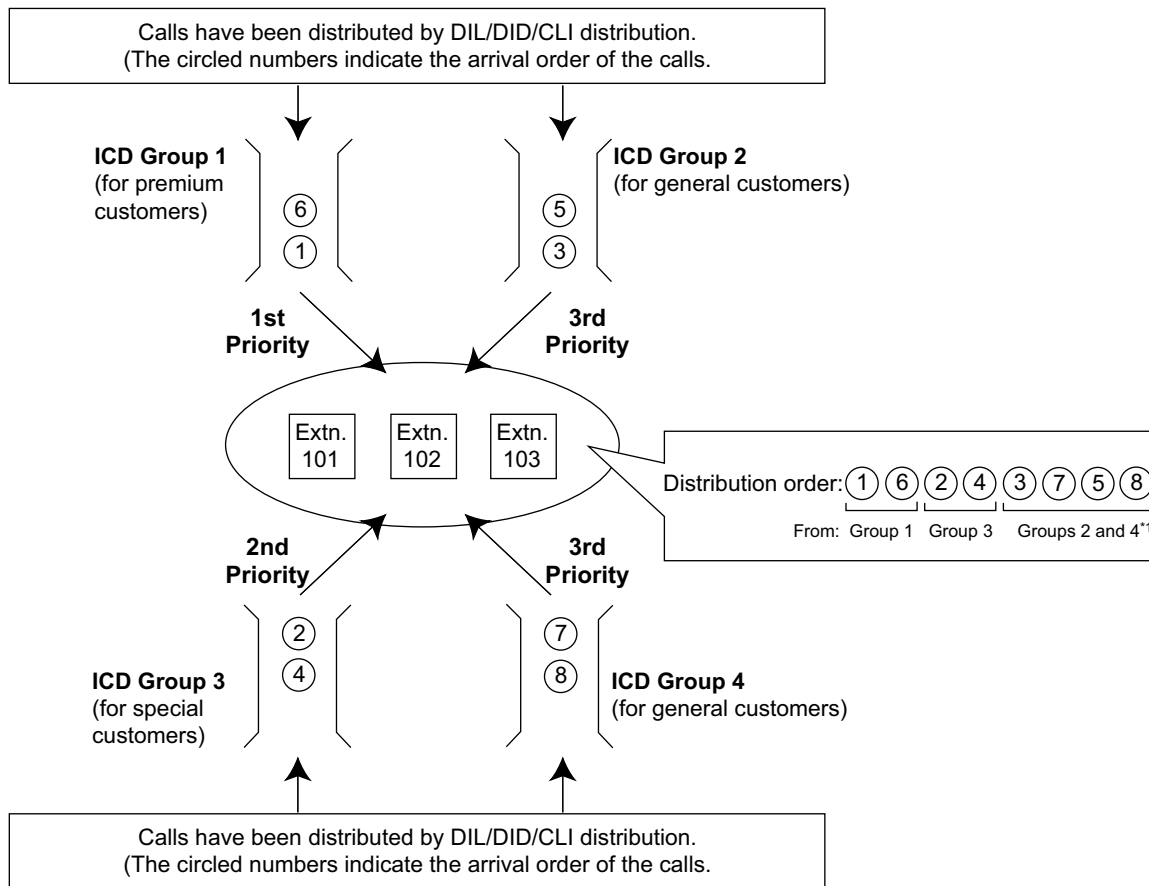 Calls have been distributed by DIL/DID/CLI distribution.
(The circled numbers indicate the arrival order of the calls.
ICD Group 1
(for premium
customers)
6
1
ICD Group 2
(for general customers)
5
3
1st
Priority
3rd
Priority
Extn.
101
Extn.
102
Extn.
103
Distribution order: 1 6 2 4 3 7 5 8
From: Group 1 Group 3 Groups 2 and 4*1
2nd
Priority
3rd
Priority
2
4
ICD Group 3
(for special
customers)
7
8
ICD Group 4
(for general customers)
Calls have been distributed by DIL/DID/CLI distribution.
(The circled numbers indicate the arrival order of the calls.